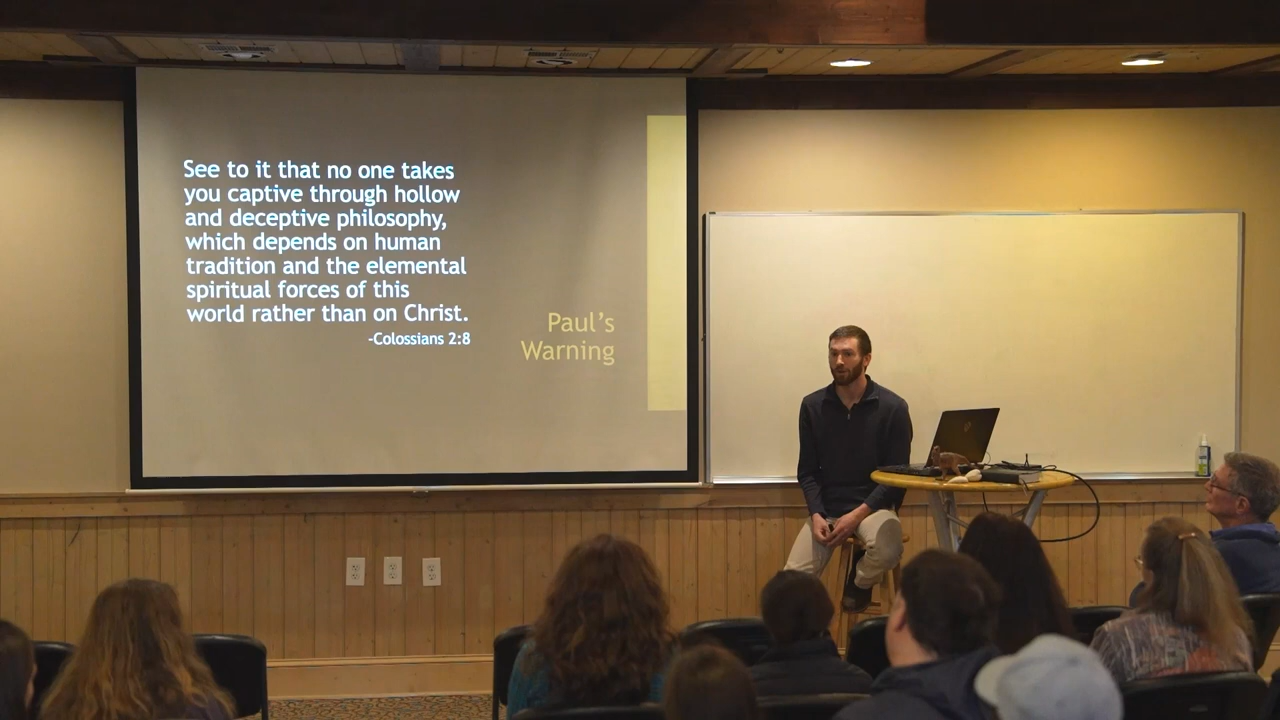 See to it that no one takes
you captive through hollow
and deceptive philosophy,
which depends on human
tradition and the elemental
spiritual forces of this
world rather than on Christ.
-Colossians 2:8
Paul's
Warning